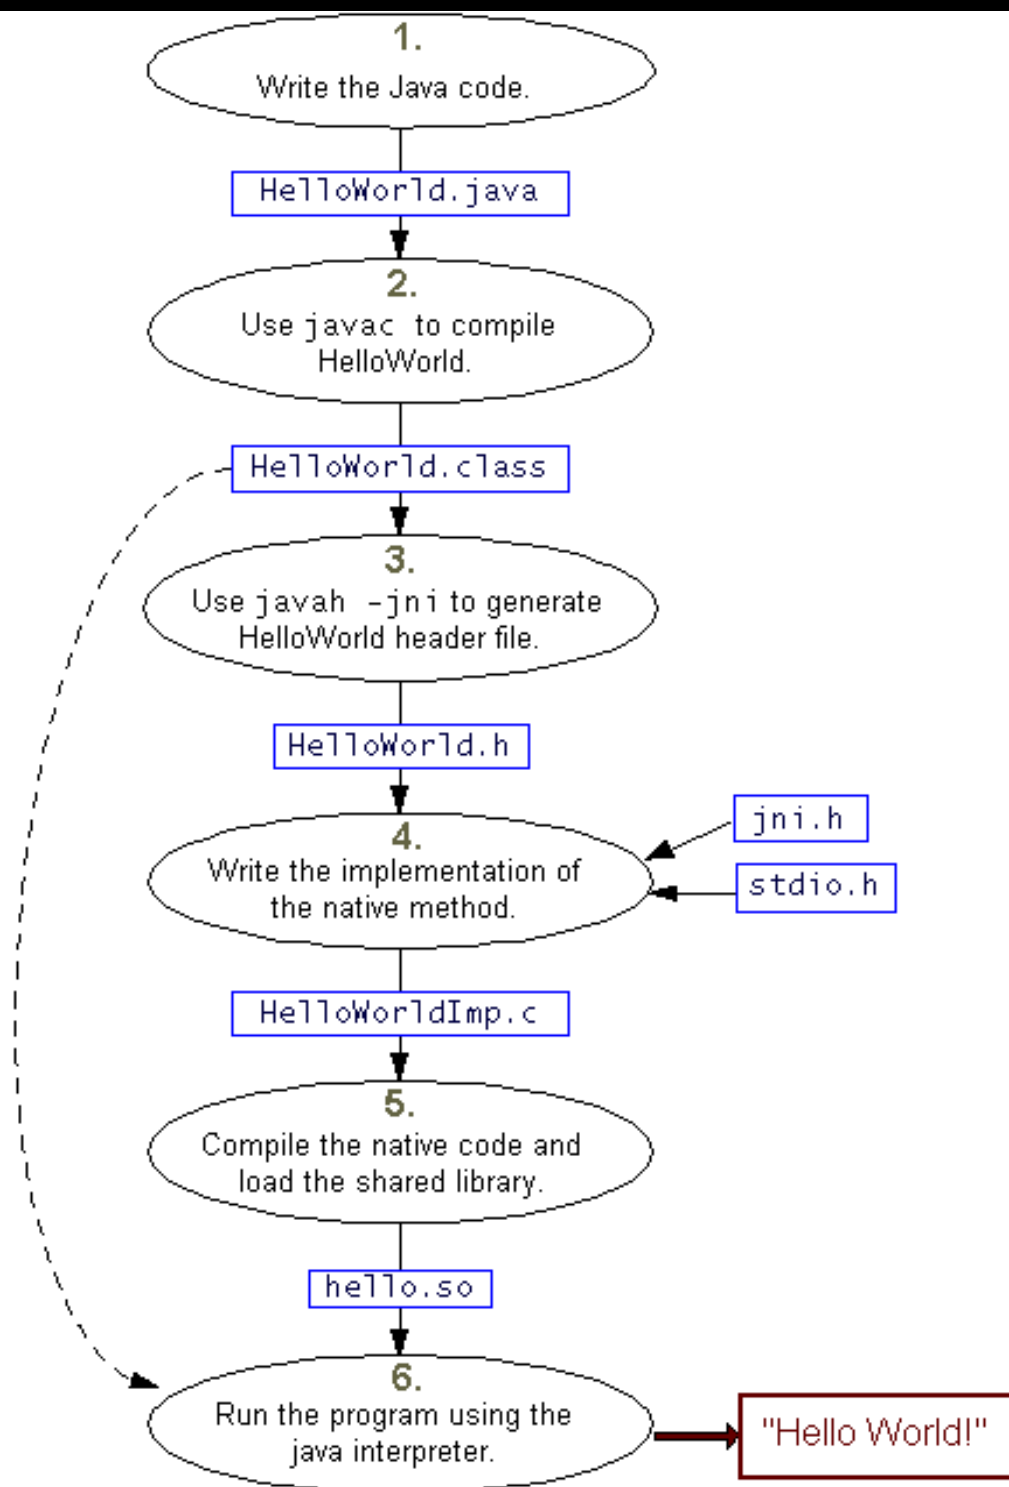 1.
Write the Java code.
HelloWorld.java
2.
Use javac to compile
HelloWorld.
HelloWorld.class
3.
Use javah -jni to generate
HelloWorld header file.
HelloWorld.h
4.
Write the implementation of
the native method.
jni.h
stdio.h
HelloWorldImp.c
5.
Compile the native code and
load the shared library.
hello.so
6.
Run the program using the
java interpreter.
"Hello World!"